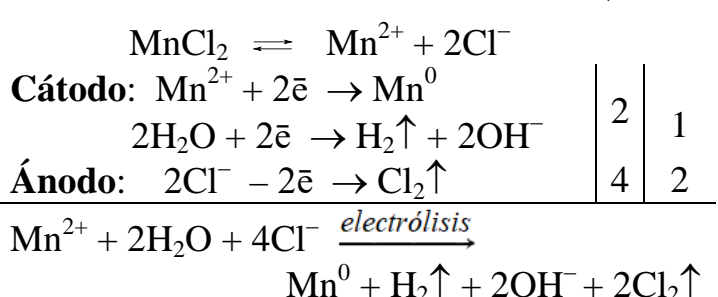 MnCl₂ ⇌ Mn²⁺ + 2Cl⁻
Cátodo: Mn²⁺ + 2ē → Mn⁰
2H₂O + 2ē → H₂↑ + 2OH⁻ | 2 | 1
Ánodo: 2Cl⁻ – 2ē → Cl₂↑ | 4 | 2
Mn²⁺ + 2H₂O + 4Cl⁻ electrólisis →
Mn⁰ + H₂↑ + 2OH⁻ + 2Cl₂↑